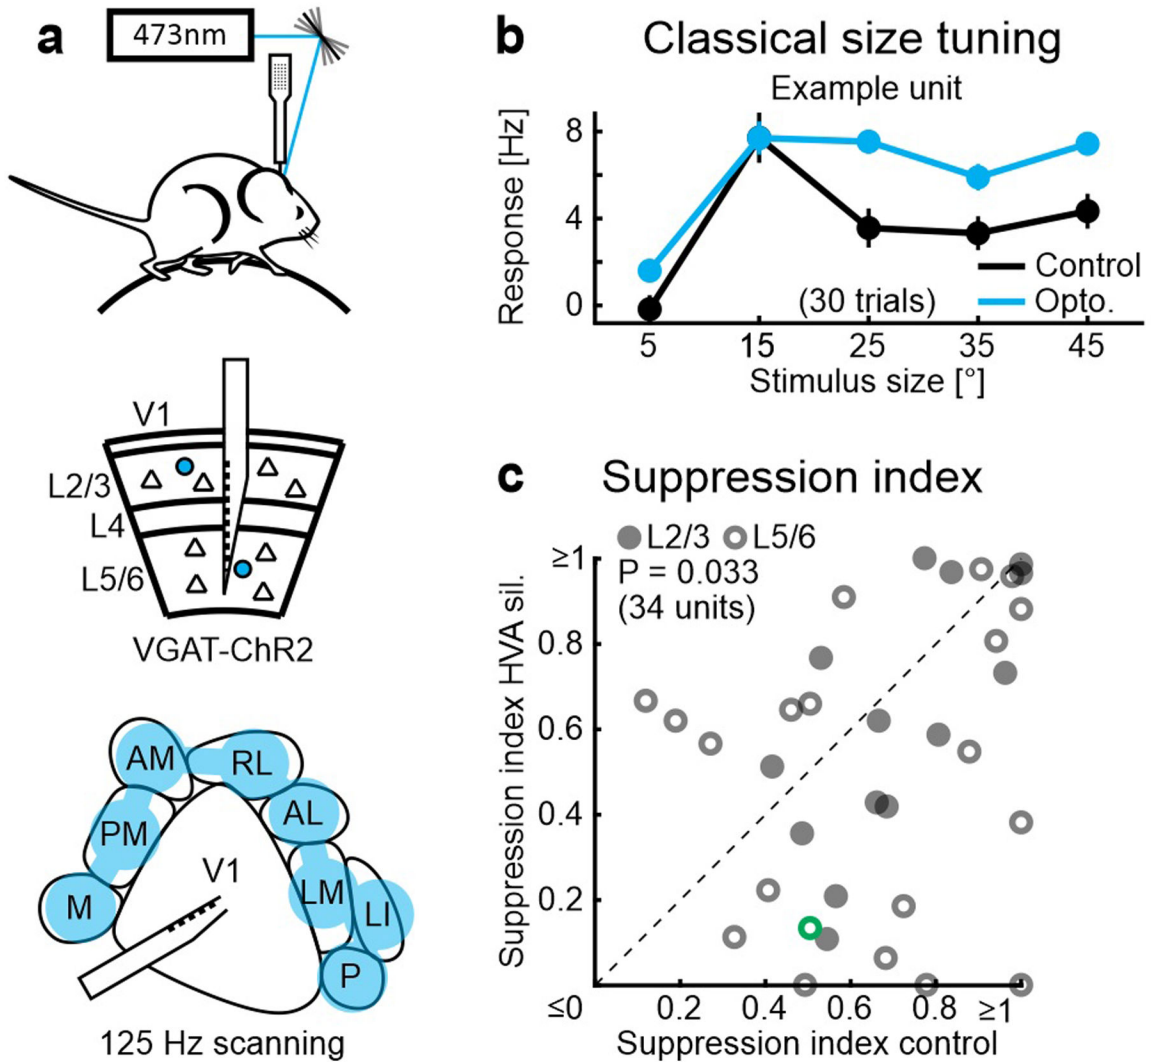 a
473nm
V1
L2/3
L4
L5/6
VGAT-ChR2
AM
RL
PM
AL
M
V1
LM
LI
P
125 Hz scanning
b
Classical size tuning
Example unit
Response [Hz]
8
4
0
Control
(30 trials)
Opto.
5 15 25 35 45
Stimulus size [°]
c
Suppression index
L2/3 L5/6
P = 0.033
(34 units)
Suppression index HVA sil.
≥1
0.8
0.6
0.4
0.2
≤0
0.2 0.4 0.6 0.8 ≥1
Suppression index control